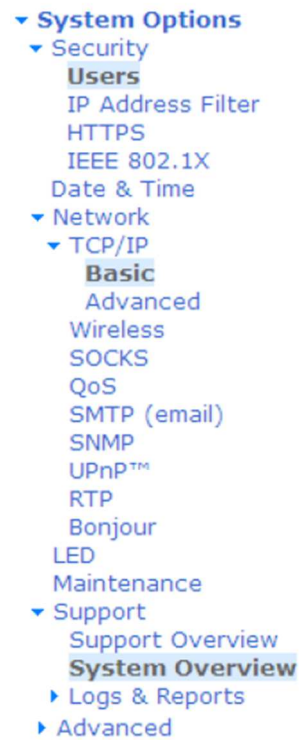 System Options
Security
Users
IP Address Filter
HTTPS
IEEE 802.1X
Date & Time
Network
TCP/IP
Basic
Advanced
Wireless
SOCKS
QoS
SMTP (email)
SNMP
UPnP™
RTP
Bonjour
LED
Maintenance
Support
Support Overview
System Overview
Logs & Reports
Advanced